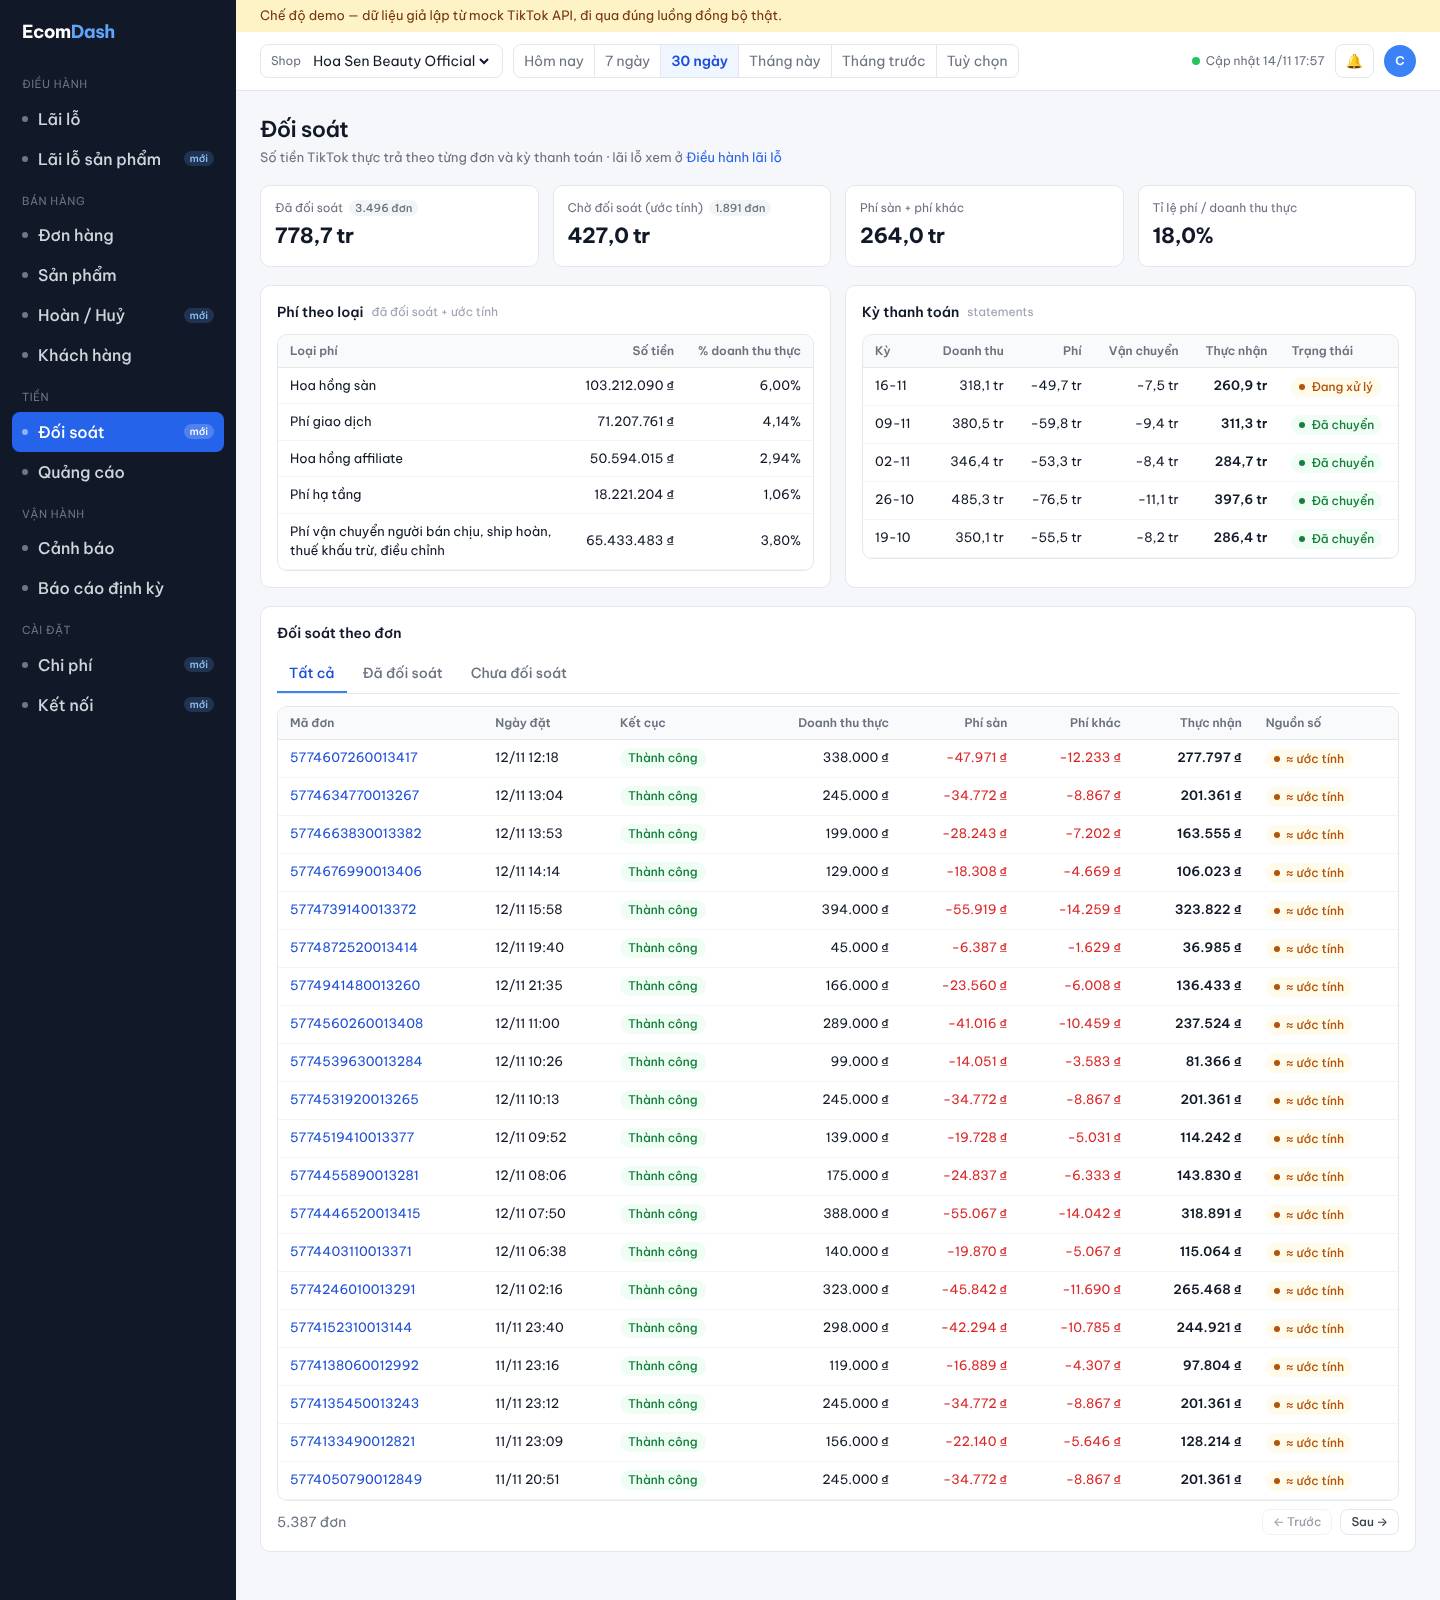 Chế độ demo — dữ liệu giả lập từ mock TikTok API, đi qua đúng luồng đồng bộ thật.
EcomDash
ĐIỀU HÀNH
Lãi lỗ
Lãi lỗ sản phẩm mới
BÁN HÀNG
Đơn hàng
Sản phẩm
Hoàn / Huỷ mới
Khách hàng
TIỀN
Đối soát mới
Quảng cáo
VẬN HÀNH
Cảnh báo
Báo cáo định kỳ
CÀI ĐẶT
Chi phí mới
Kết nối mới
Shop Hoa Sen Beauty Official Hôm nay 7 ngày 30 ngày Tháng này Tháng trước Tuỳ chọn Cập nhật 14/11 17:57 C
Đối soát
Số tiền TikTok thực trả theo từng đơn và kỳ thanh toán · lãi lỗ xem ở Điều hành lãi lỗ
Đã đối soát 3.496 đơn
778,7 tr
Chờ đối soát (ước tính) 1.891 đơn
427,0 tr
Phí sàn + phí khác
264,0 tr
Tỉ lệ phí / doanh thu thực
18,0%
Phí theo loại đã đối soát + ước tính
Loại phí Số tiền % doanh thu thực
Hoa hồng sàn 103.212.090 ₫ 6,00%
Phí giao dịch 71.207.761 ₫ 4,14%
Hoa hồng affiliate 50.594.015 ₫ 2,94%
Phí hạ tầng 18.221.204 ₫ 1,06%
Phí vận chuyển người bán chịu, ship hoàn,
thuế khấu trừ, điều chỉnh 65.433.483 ₫ 3,80%
Kỳ thanh toán statements
Kỳ Doanh thu Phí Vận chuyển Thực nhận Trạng thái
16-11 318,1 tr -49,7 tr -7,5 tr 260,9 tr Đang xử lý
09-11 380,5 tr -59,8 tr -9,4 tr 311,3 tr Đã chuyển
02-11 346,4 tr -53,3 tr -8,4 tr 284,7 tr Đã chuyển
26-10 485,3 tr -76,5 tr -11,1 tr 397,6 tr Đã chuyển
19-10 350,1 tr -55,5 tr -8,2 tr 286,4 tr Đã chuyển
Đối soát theo đơn
Tất cả Đã đối soát Chưa đối soát
Mã đơn Ngày đặt Kết cục Doanh thu thực Phí sàn Phí khác Thực nhận Nguồn số
5774607260013417 12/11 12:18 Thành công 338.000 ₫ -47.971 ₫ -12.233 ₫ 277.797 ₫ ≈ ước tính
5774634770013267 12/11 13:04 Thành công 245.000 ₫ -34.772 ₫ -8.867 ₫ 201.361 ₫ ≈ ước tính
5774663830013382 12/11 13:53 Thành công 199.000 ₫ -28.243 ₫ -7.202 ₫ 163.555 ₫ ≈ ước tính
5774676990013406 12/11 14:14 Thành công 129.000 ₫ -18.308 ₫ -4.669 ₫ 106.023 ₫ ≈ ước tính
5774739140013372 12/11 15:58 Thành công 394.000 ₫ -55.919 ₫ -14.259 ₫ 323.822 ₫ ≈ ước tính
5774872520013414 12/11 19:40 Thành công 45.000 ₫ -6.387 ₫ -1.629 ₫ 36.985 ₫ ≈ ước tính
5774941480013260 12/11 21:35 Thành công 166.000 ₫ -23.560 ₫ -6.008 ₫ 136.433 ₫ ≈ ước tính
5774560260013408 12/11 11:00 Thành công 289.000 ₫ -41.016 ₫ -10.459 ₫ 237.524 ₫ ≈ ước tính
5774539630013284 12/11 10:26 Thành công 99.000 ₫ -14.051 ₫ -3.583 ₫ 81.366 ₫ ≈ ước tính
5774531920013265 12/11 10:13 Thành công 245.000 ₫ -34.772 ₫ -8.867 ₫ 201.361 ₫ ≈ ước tính
5774519410013377 12/11 09:52 Thành công 139.000 ₫ -19.728 ₫ -5.031 ₫ 114.242 ₫ ≈ ước tính
5774455890013281 12/11 08:06 Thành công 175.000 ₫ -24.837 ₫ -6.333 ₫ 143.830 ₫ ≈ ước tính
5774446520013415 12/11 07:50 Thành công 388.000 ₫ -55.067 ₫ -14.042 ₫ 318.891 ₫ ≈ ước tính
5774403110013371 12/11 06:38 Thành công 140.000 ₫ -19.870 ₫ -5.067 ₫ 115.064 ₫ ≈ ước tính
5774246010013291 12/11 02:16 Thành công 323.000 ₫ -45.842 ₫ -11.690 ₫ 265.468 ₫ ≈ ước tính
5774152310013144 11/11 23:40 Thành công 298.000 ₫ -42.294 ₫ -10.785 ₫ 244.921 ₫ ≈ ước tính
5774138060012992 11/11 23:16 Thành công 119.000 ₫ -16.889 ₫ -4.307 ₫ 97.804 ₫ ≈ ước tính
5774135450013243 11/11 23:12 Thành công 245.000 ₫ -34.772 ₫ -8.867 ₫ 201.361 ₫ ≈ ước tính
5774133490012821 11/11 23:09 Thành công 156.000 ₫ -22.140 ₫ -5.646 ₫ 128.214 ₫ ≈ ước tính
5774050790012849 11/11 20:51 Thành công 245.000 ₫ -34.772 ₫ -8.867 ₫ 201.361 ₫ ≈ ước tính
5.387 đơn ← Trước Sau →